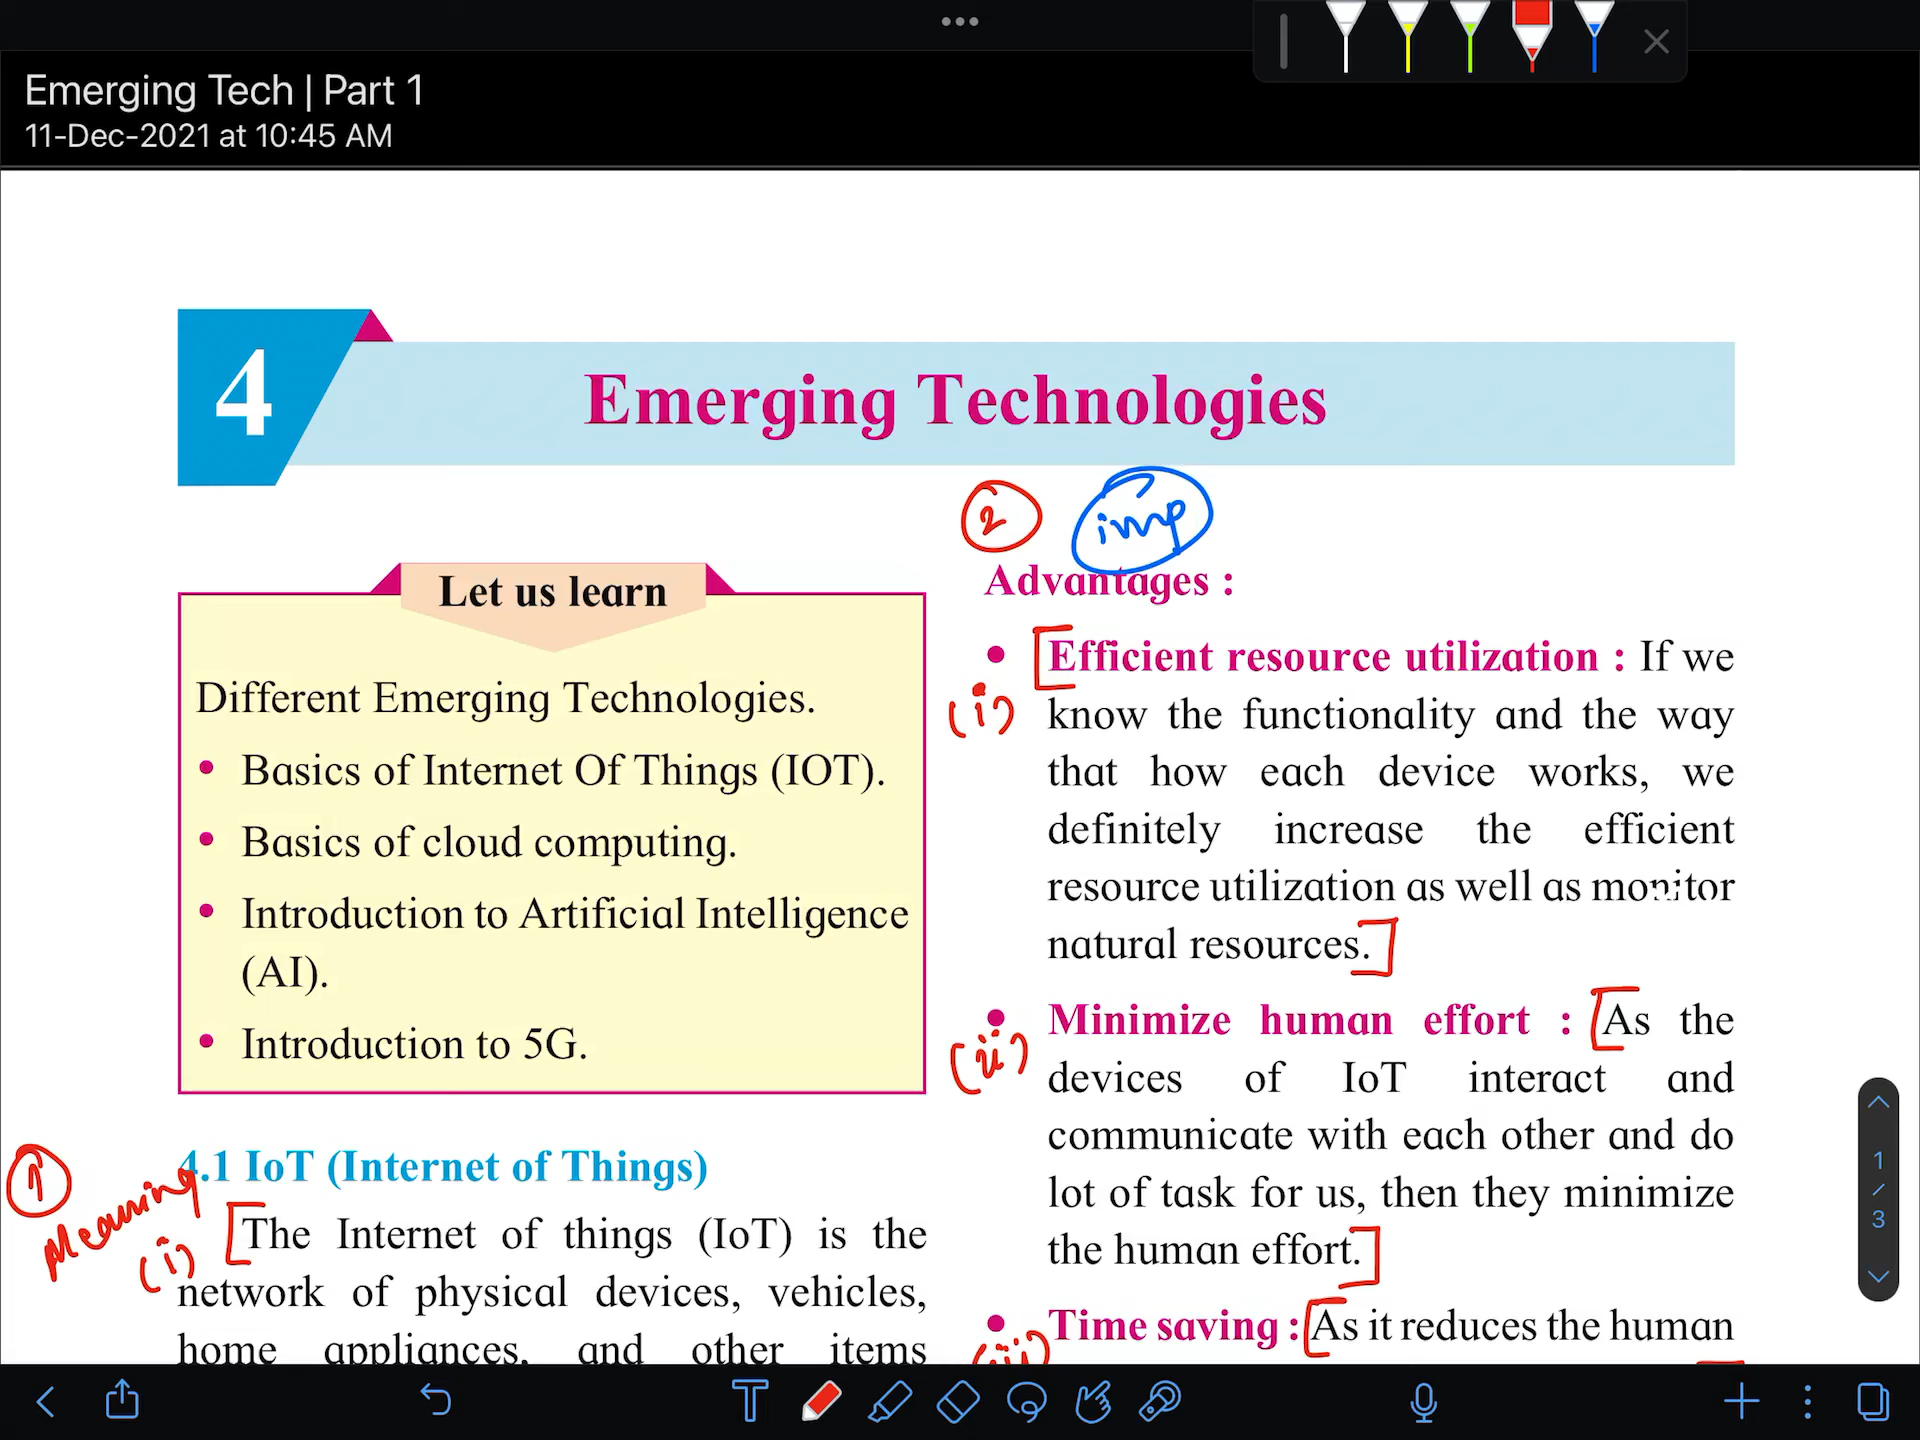 Emerging Tech | Part 1
11-Dec-2021 at 10:45 AM
4
Emerging Technologies
Let us learn
Different Emerging Technologies.
• Basics of Internet Of Things (IOT).
• Basics of cloud computing.
• Introduction to Artificial Intelligence
(AI).
• Introduction to 5G.
1
Meaning
4.1 IoT (Internet of Things)
(i)
The Internet of things (IoT) is the
network of physical devices, vehicles,
home appliances, and other items
2
imp
Advantages :
• Efficient resource utilization : If we
(i)
know the functionality and the way
that how each device works, we
definitely increase the efficient
resource utilization as well as monitor
natural resources.
• Minimize human effort : As the
(ii)
devices of IoT interact and
communicate with each other and do
lot of task for us, then they minimize
the human effort.
• Time saving : As it reduces the human
(iii)
1
/
3